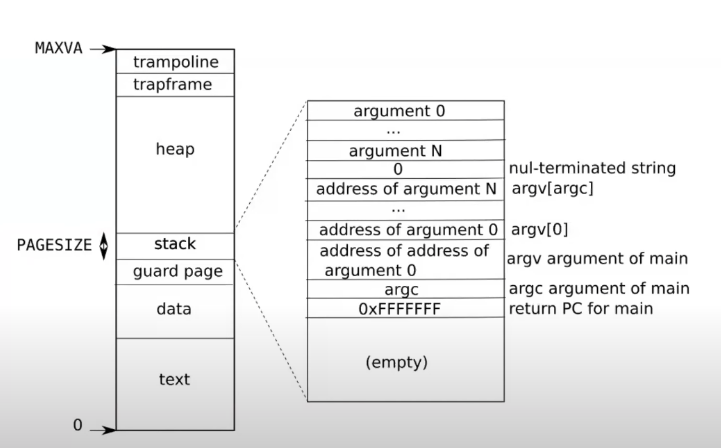 MAXVA
trampoline
trapframe
heap
PAGESIZE
stack
guard page
data
text
0
argument 0
...
argument N
0 nul-terminated string
address of argument N argv[argc]
...
address of argument 0 argv[0]
address of address of
argument 0 argv argument of main
argc argc argument of main
0xFFFFFFF return PC for main
(empty)